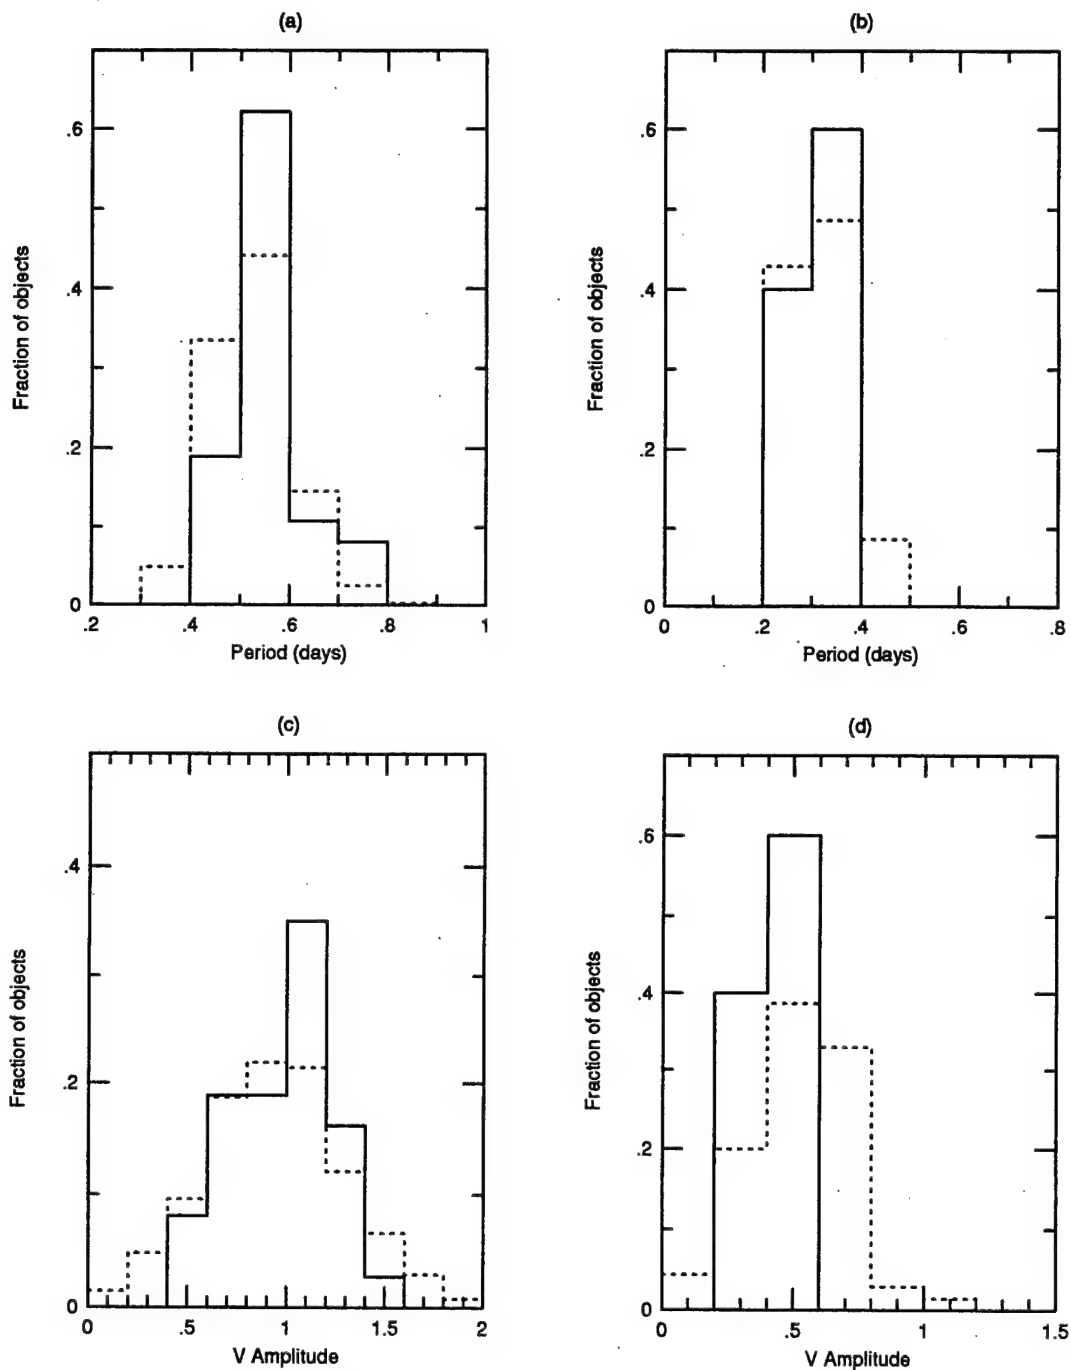 (a)
.6
.4
.2
0
.2
.4
.6
.8
1
Period (days)
Fraction of objects
(b)
.6
.4
.2
0
0
.2
.4
.6
.8
Period (days)
Fraction of objects
(c)
.4
.2
0
0
.5
1
1.5
2
V Amplitude
Fraction of objects
(d)
.6
.4
.2
0
0
.5
1
1.5
V Amplitude
Fraction of objects